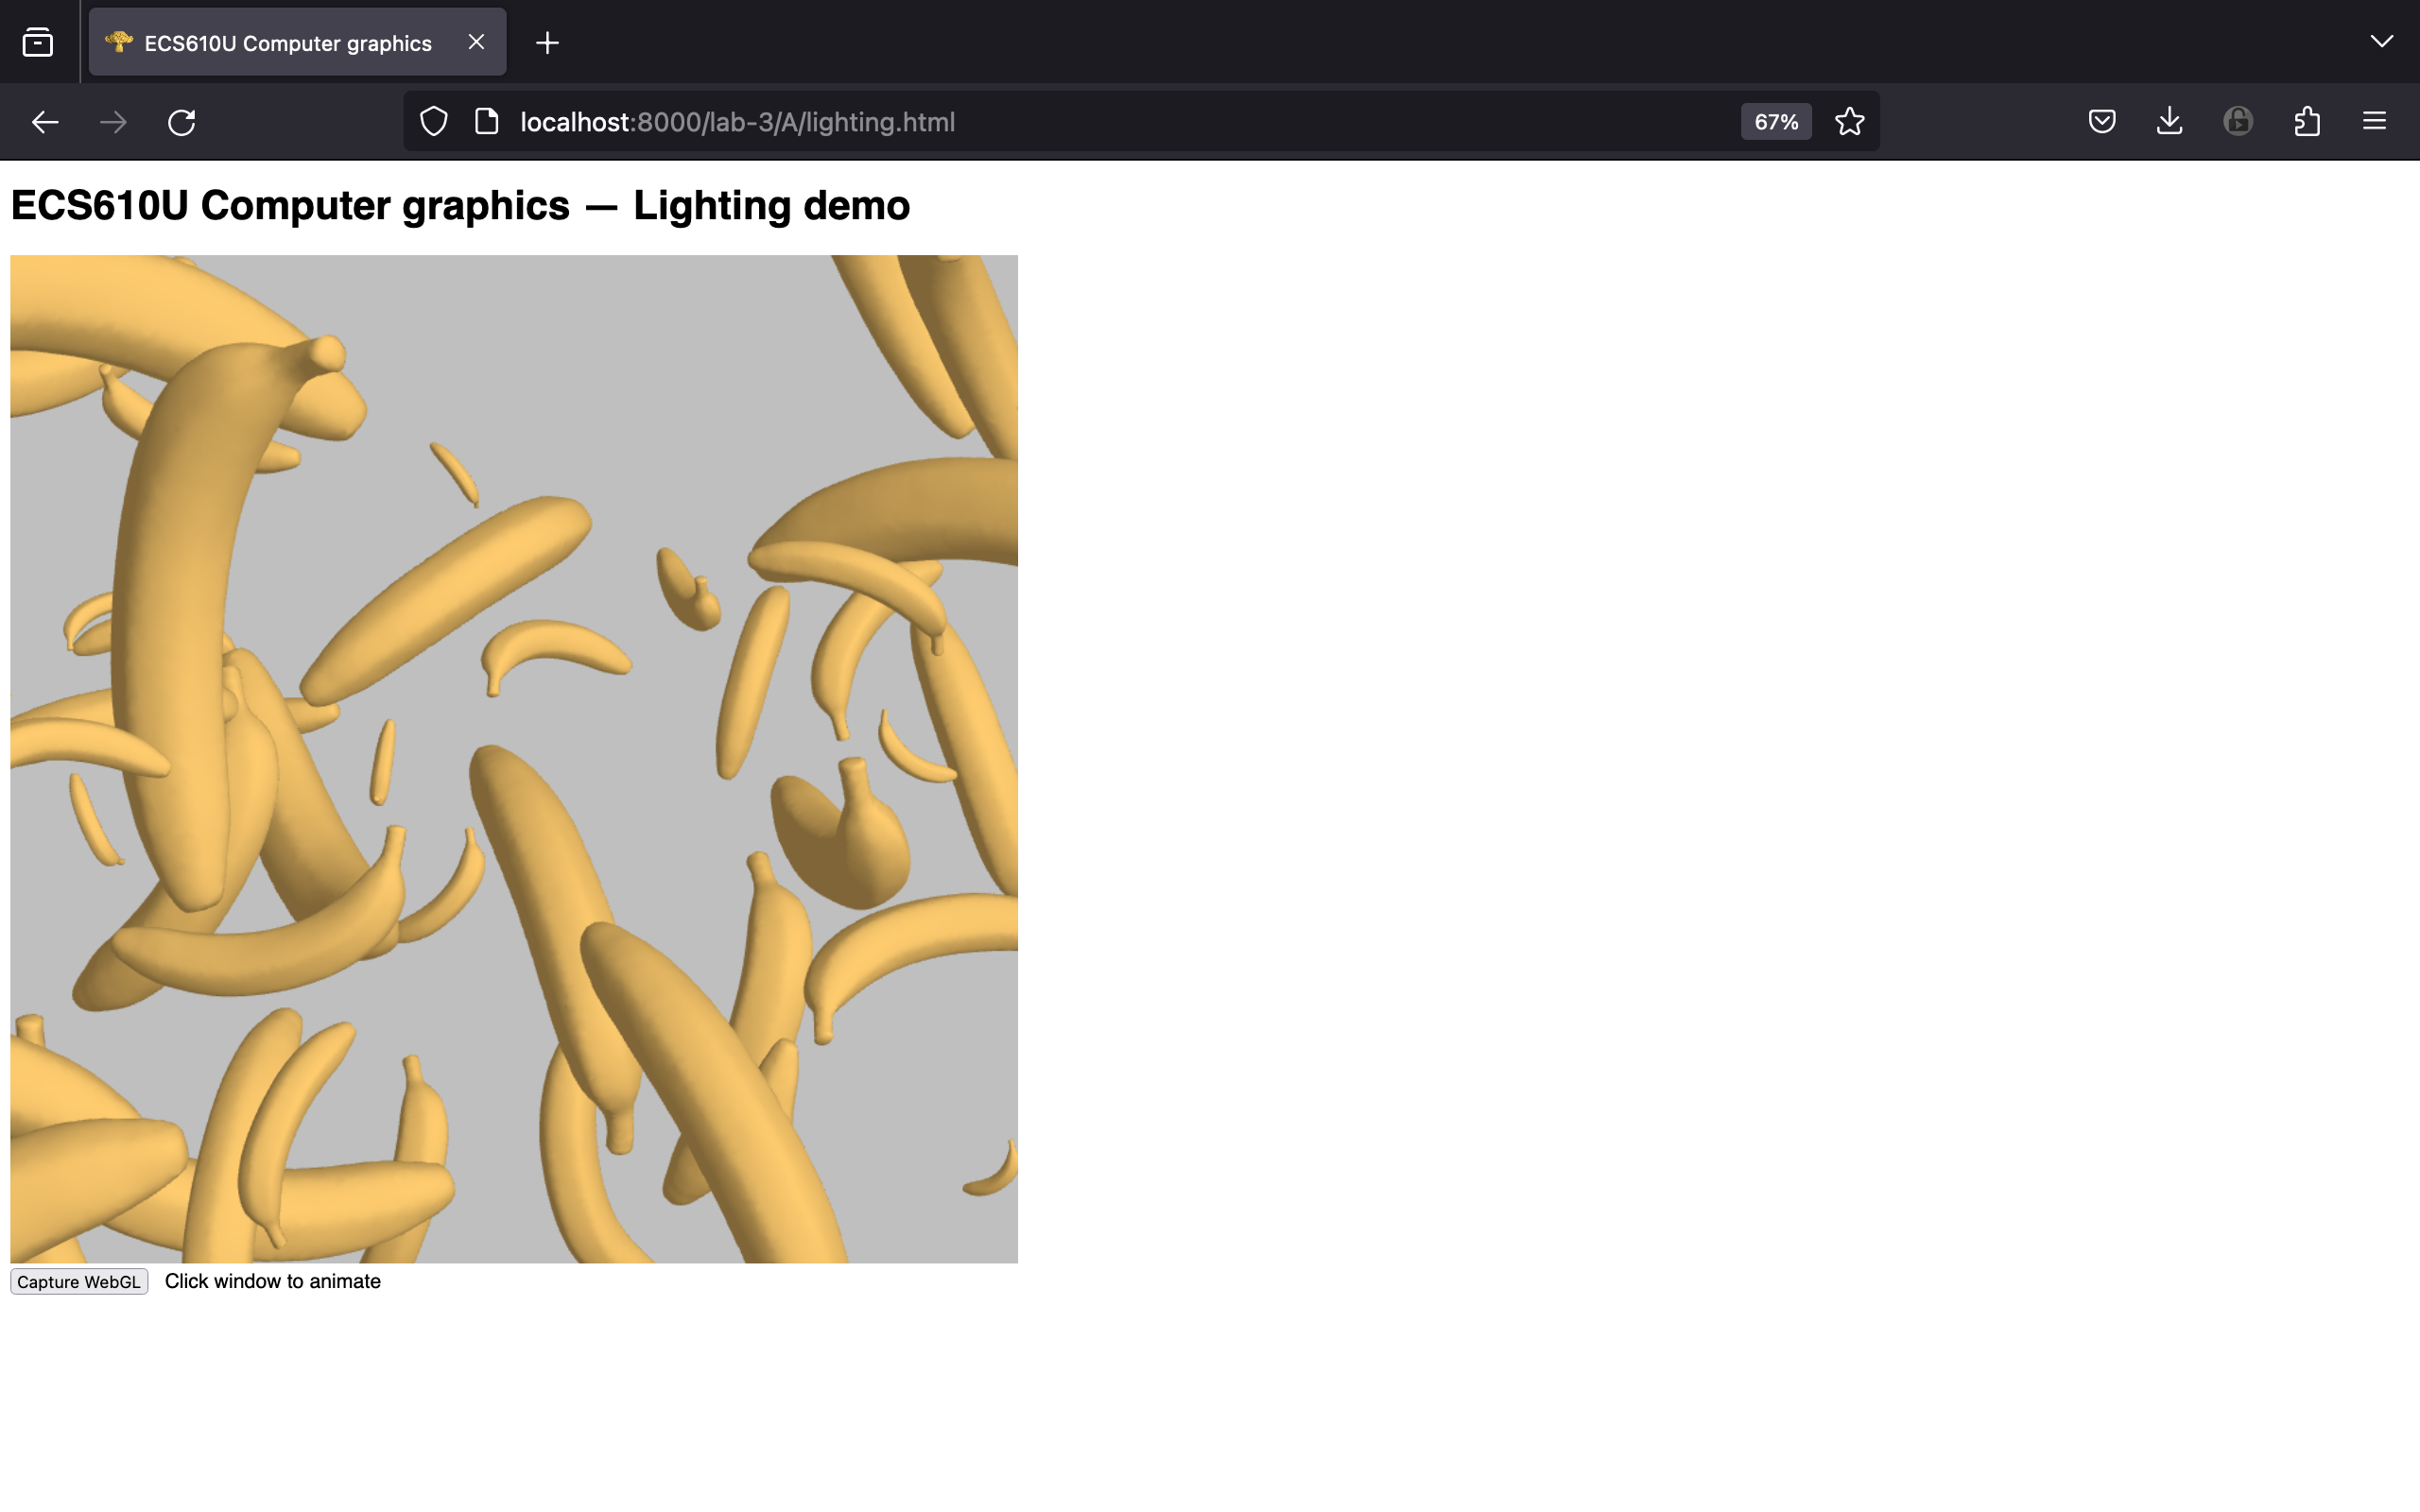 ECS610U Computer graphics
localhost:8000/lab-3/A/lighting.html
67%
ECS610U Computer graphics — Lighting demo
Capture WebGL Click window to animate